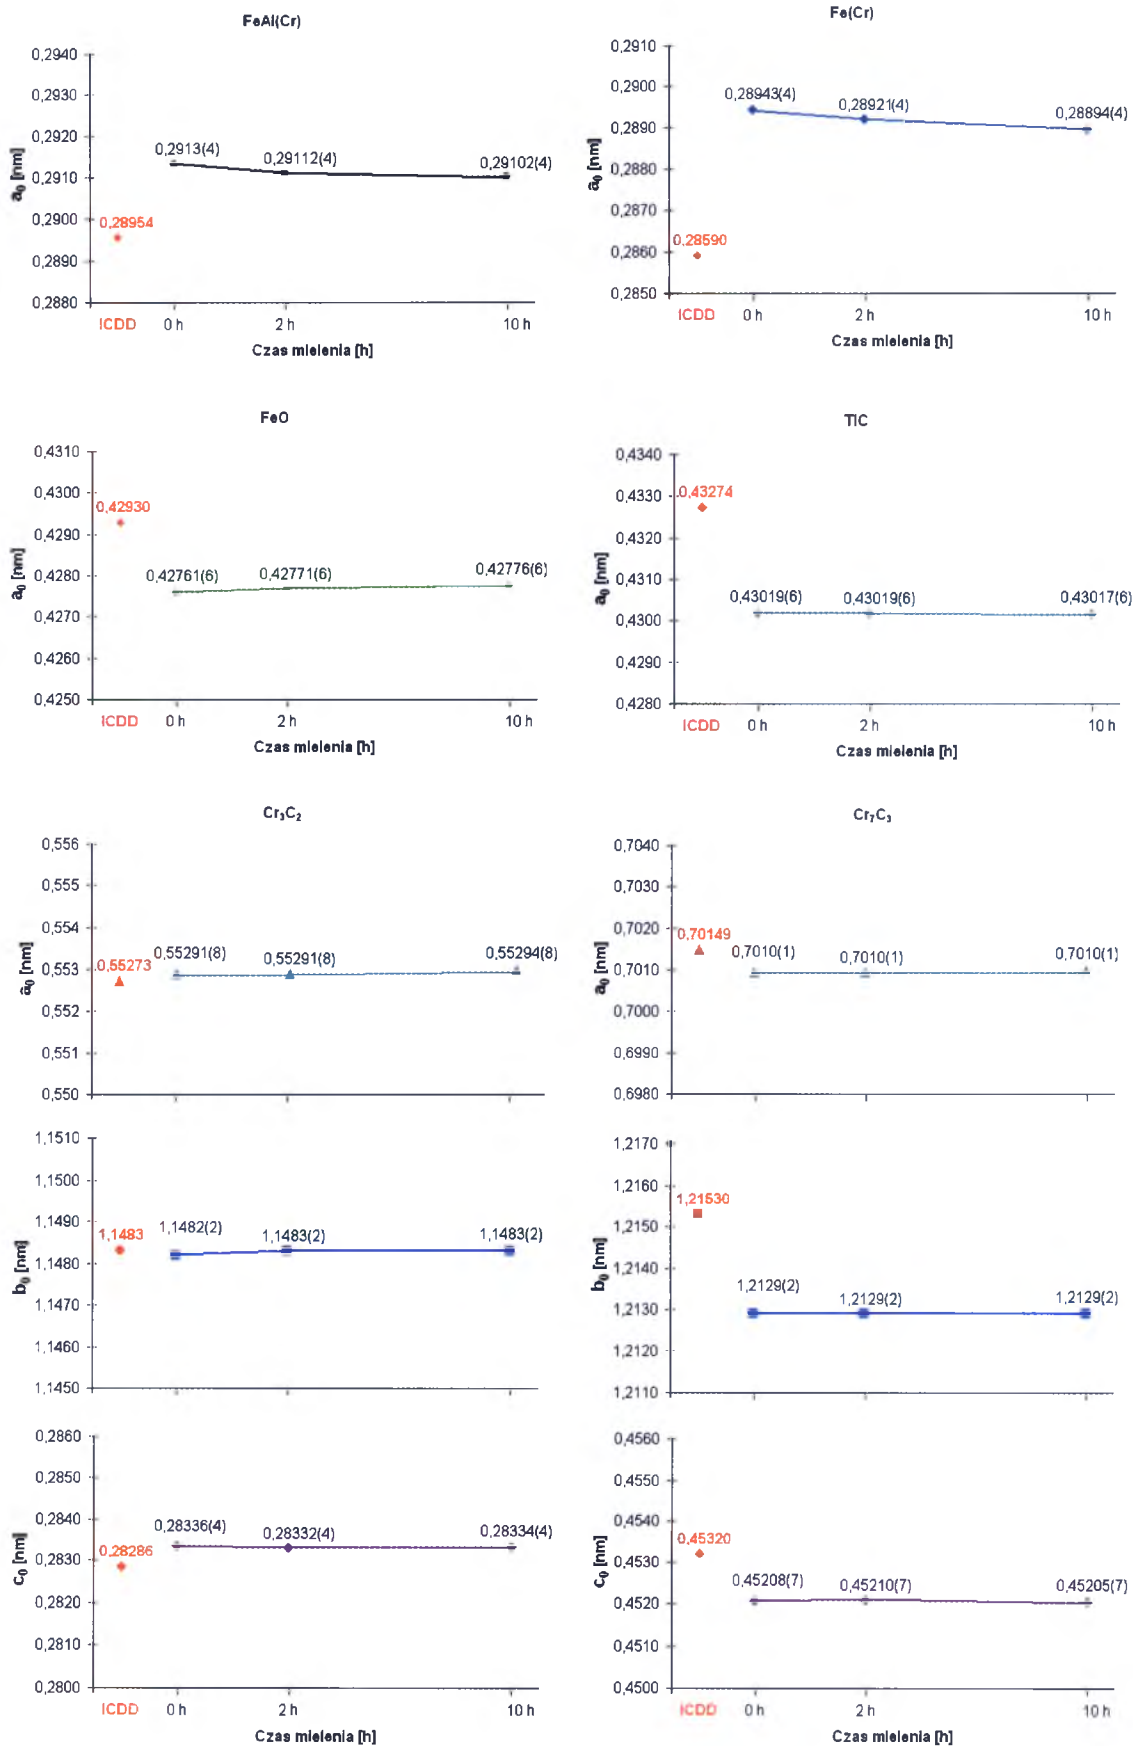 FeAl(Cr)
0,2940
0,2930
0,2920
0,2910
0,2900
0,2890
0,2880
a₀ [nm]
0,28954
0,2913(4)
0,29112(4)
0,29102(4)
ICDD
0 h
2 h
10 h
Czas mielenia [h]
Fe(Cr)
0,2910
0,2900
0,2890
0,2880
0,2870
0,2860
0,2850
a₀ [nm]
0,28590
0,28943(4)
0,28921(4)
0,28894(4)
ICDD
0 h
2 h
10 h
Czas mielenia [h]
FeO
0,4310
0,4300
0,4290
0,4280
0,4270
0,4260
0,4250
a₀ [nm]
0,42930
0,42761(6)
0,42771(6)
0,42776(6)
ICDD
0 h
2 h
10 h
Czas mielenia [h]
TiC
0,4340
0,4330
0,4320
0,4310
0,4300
0,4290
0,4280
a₀ [nm]
0,43274
0,43019(6)
0,43019(6)
0,43017(6)
ICDD
0 h
2 h
10 h
Czas mielenia [h]
Cr₃C₂
0,556
0,555
0,554
0,553
0,552
0,551
0,550
a₀ [nm]
0,55273
0,55291(8)
0,55291(8)
0,55294(8)
1,1510
1,1500
1,1490
1,1480
1,1470
1,1460
1,1450
b₀ [nm]
1,1483
1,1482(2)
1,1483(2)
1,1483(2)
0,2860
0,2850
0,2840
0,2830
0,2820
0,2810
0,2800
c₀ [nm]
0,28286
0,28336(4)
0,28332(4)
0,28334(4)
ICDD
0 h
2 h
10 h
Czas mielenia [h]
Cr₇C₃
0,7040
0,7030
0,7020
0,7010
0,7000
0,6990
0,6980
a₀ [nm]
0,70149
0,7010(1)
0,7010(1)
0,7010(1)
1,2170
1,2160
1,2150
1,2140
1,2130
1,2120
1,2110
b₀ [nm]
1,21530
1,2129(2)
1,2129(2)
1,2129(2)
0,4560
0,4550
0,4540
0,4530
0,4520
0,4510
0,4500
c₀ [nm]
0,45320
0,45208(7)
0,45210(7)
0,45205(7)
ICDD
0 h
2 h
10 h
Czas mielenia [h]